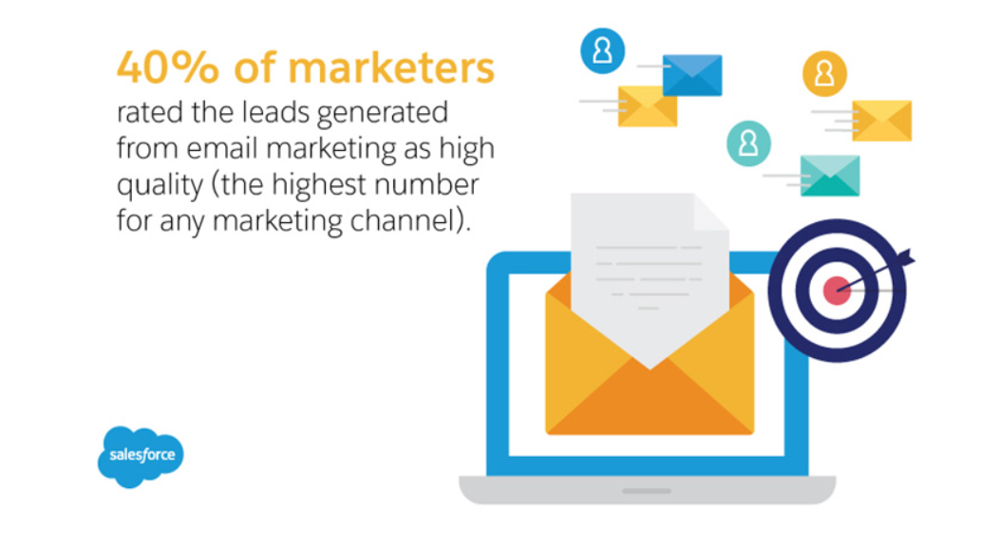 40% of marketers
rated the leads generated
from email marketing as high
quality (the highest number
for any marketing channel).
salesforce